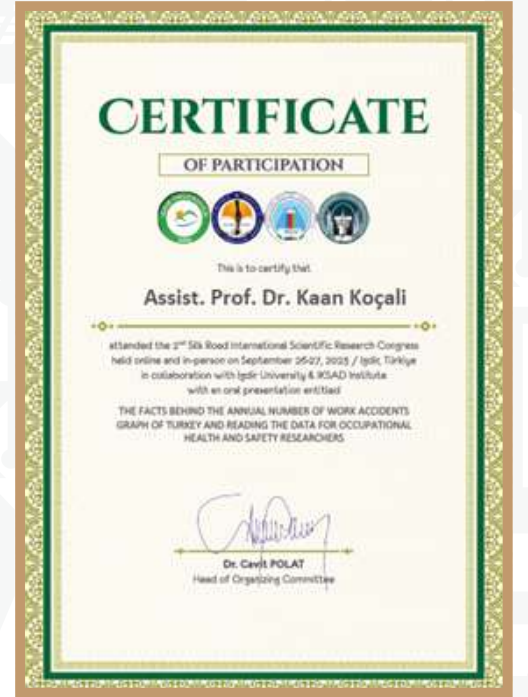 CERTIFICATE
OF PARTICIPATION
This is to certify that
Assist. Prof. Dr. Kaan Koçali
attended the 2nd Silk Road International Scientific Research Congress
held online and in-person on September 26-27, 2023 / Iğdır, Türkiye
in collaboration with Iğdır University & IKSAD Institute
with an oral presentation entitled
THE FACTS BEHIND THE ANNUAL NUMBER OF WORK ACCIDENTS
GRAPH OF TURKEY AND READING THE DATA FOR OCCUPATIONAL
HEALTH AND SAFETY RESEARCHERS
Dr. Cavit POLAT
Head of Organizing Committee